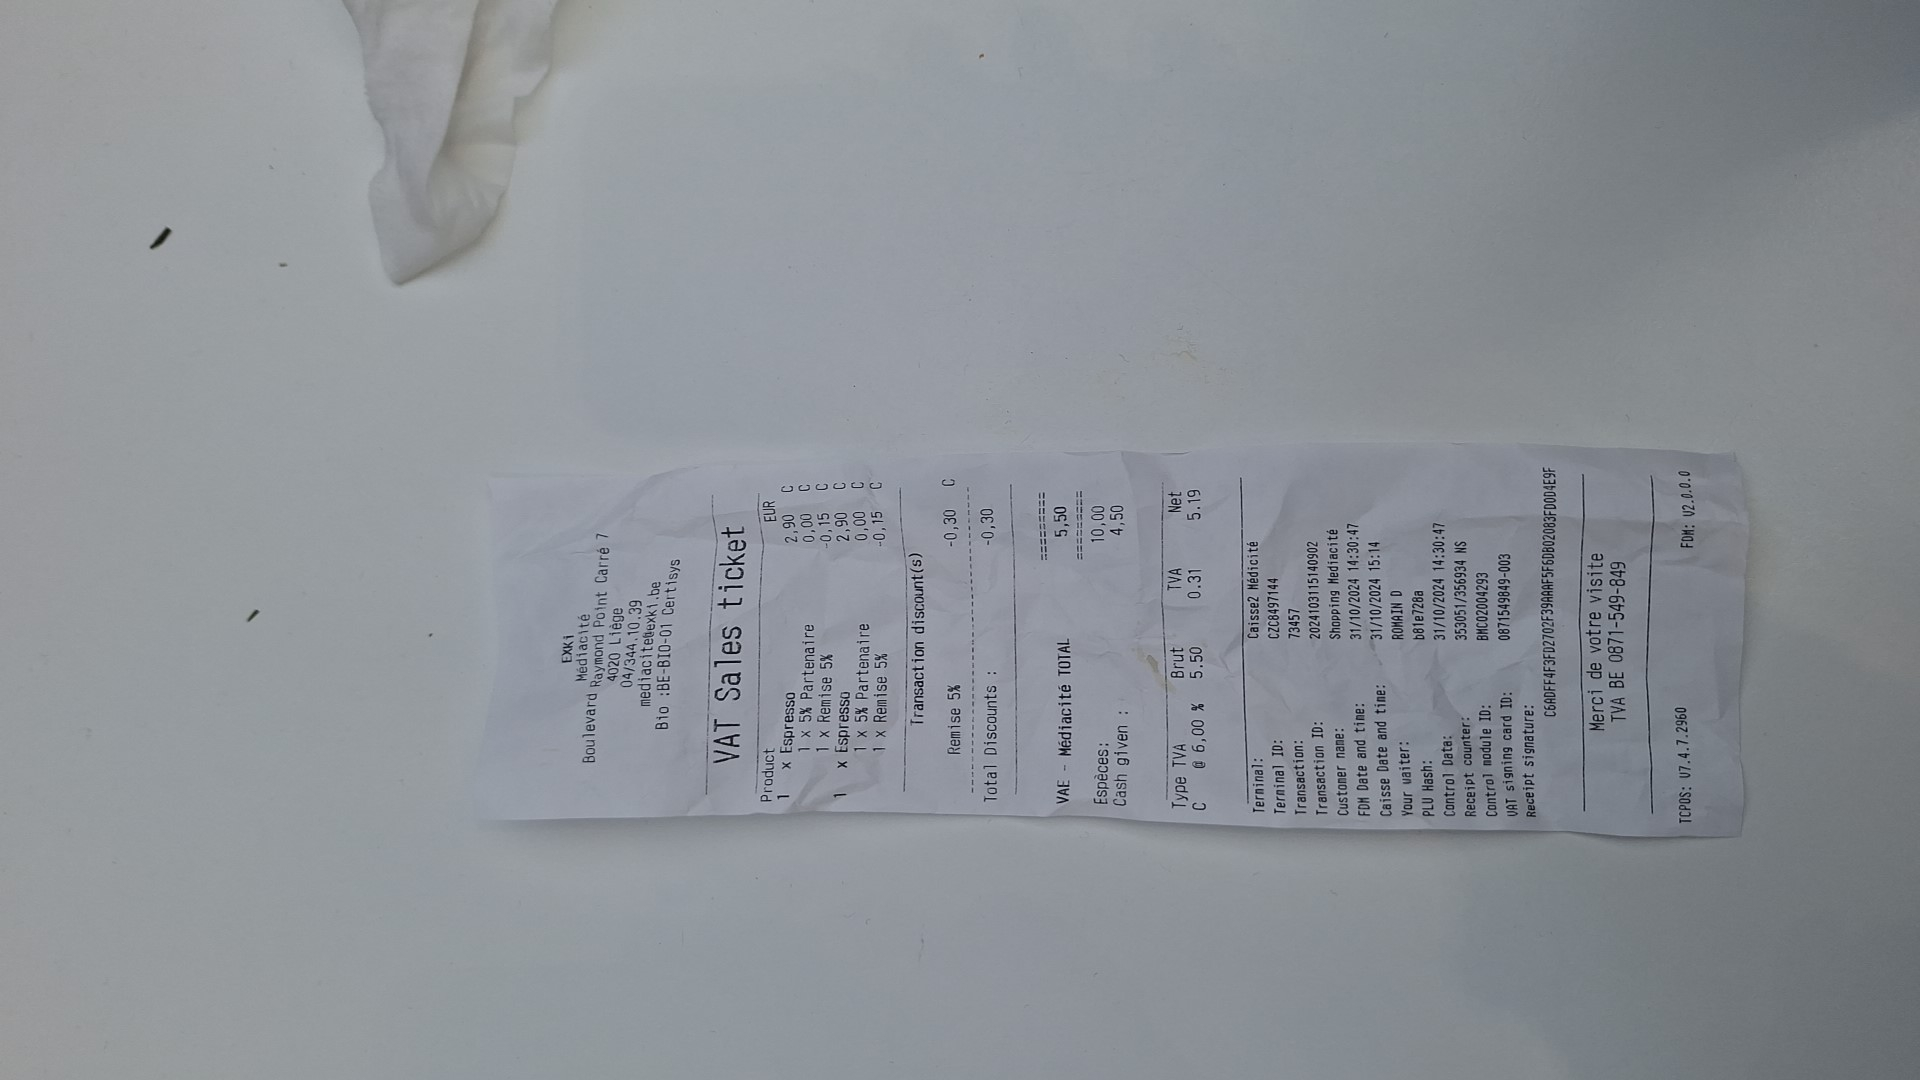 EXKi
Médiacité
Boulevard Raymond Point Carré 7
4020 Liège
04/344.10.39
mediacite@exki.be
Bio :BE-BIO-01 Certisys
VAT Sales ticket
Product EUR
1 x Espresso 2,90 C
1 x 5% Partenaire 0,00 C
1 x Remise 5% -0,15 C
1 x Espresso 2,90 C
1 x 5% Partenaire 0,00 C
1 x Remise 5% -0,15 C
Transaction discount(s)
Remise 5% -0,30 C
Total Discounts : -0,30
=========
VAE - Médiacité TOTAL 5,50
=========
Espèces: 10,00
Cash given : 4,50
Type TVA Brut TVA Net
C @ 6,00 % 5.50 0.31 5.19
Terminal: Caisse2 Médicité
Terminal ID: CZC8497144
Transaction: 73457
Transaction ID: 20241031151140902
Customer name: Shopping Mediacité
FDM Date and time: 31/10/2024 14:30:47
Caisse Date and time: 31/10/2024 15:14
Your waiter: ROMAIN D
PLU Hash: b81e728a
Control Data: 31/10/2024 14:30:47
Receipt counter: 353051/356934 NS
Control module ID: BMC02004293
VAT signing card ID: 0871549849-003
Receipt signature:
C6ADFF4F3FD2702F39AAAF5F6DB02083FD0D4E9F
Merci de votre visite
TVA BE 0871-549-849
TCPOS: V7.4.7.2960 FDM: V2.0.0.0